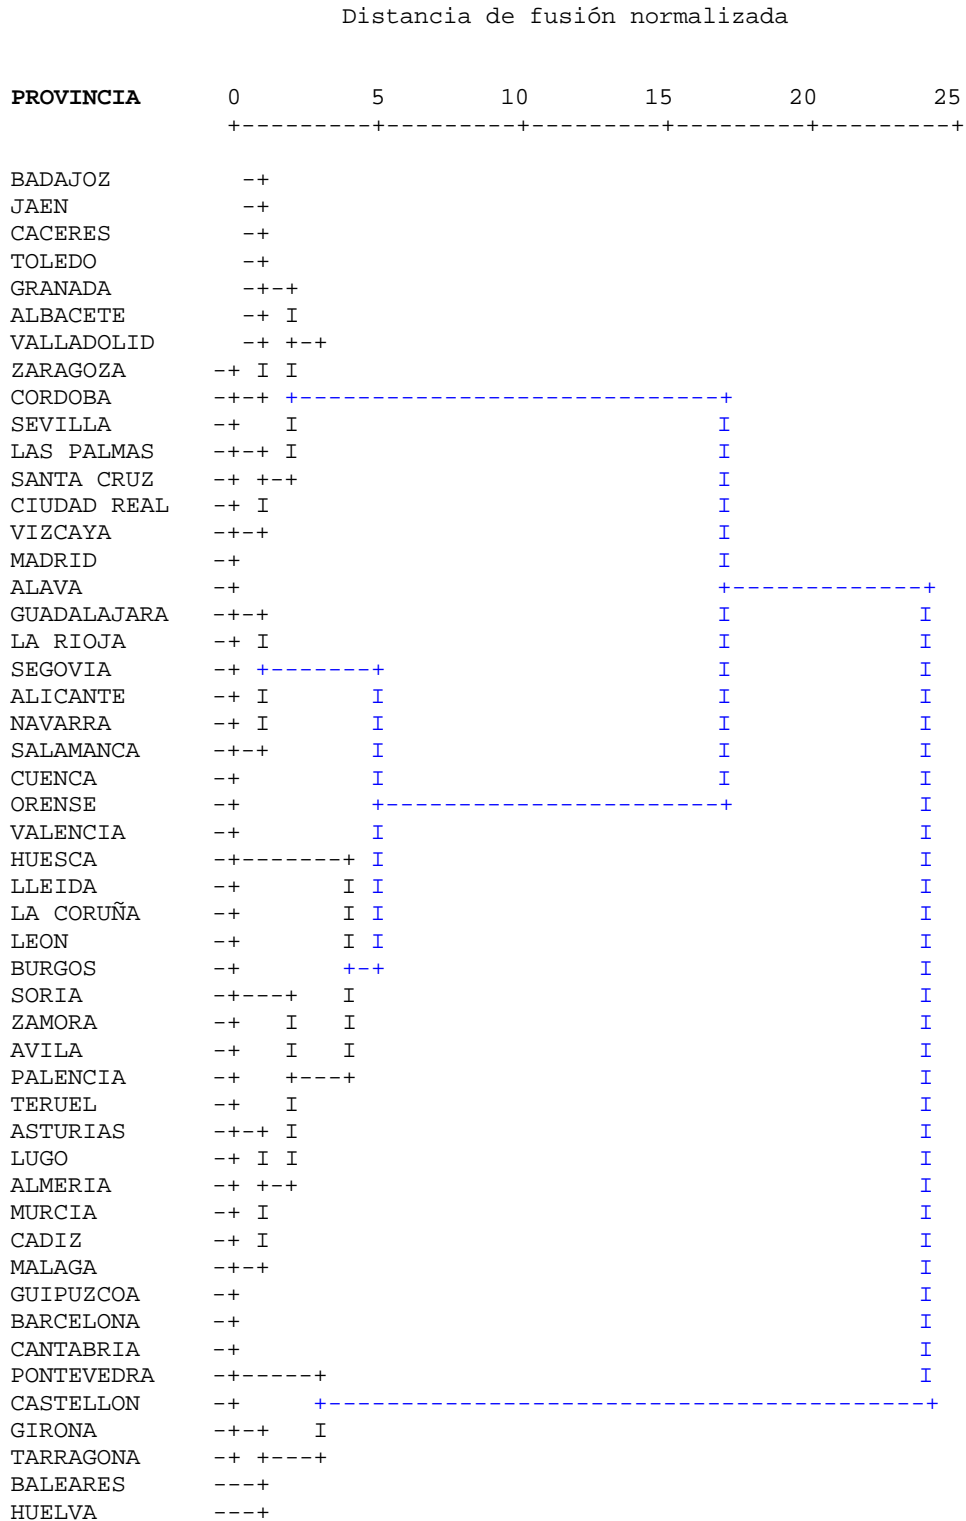 Distancia de fusión normalizada
PROVINCIA 0 5 10 15 20 25
+---------+---------+---------+---------+---------+
BADAJOZ -+
JAEN -+
CACERES -+
TOLEDO -+
GRANADA -+-+
ALBACETE -+ I
VALLADOLID -+ +-+
ZARAGOZA -+ I I
CORDOBA -+-+ +-----------------------------+
SEVILLA -+ I I
LAS PALMAS -+-+ I I
SANTA CRUZ -+ +-+ I
CIUDAD REAL -+ I I
VIZCAYA -+-+ I
MADRID -+ I
ALAVA -+ +-------------+
GUADALAJARA -+-+ I I
LA RIOJA -+ I I I
SEGOVIA -+ +-------+ I I
ALICANTE -+ I I I I
NAVARRA -+ I I I I
SALAMANCA -+-+ I I I
CUENCA -+ I I I
ORENSE -+ +-----------------------+ I
VALENCIA -+ I I
HUESCA -+-------+ I I
LLEIDA -+ I I I
LA CORUÑA -+ I I I
LEON -+ I I I
BURGOS -+ +-+ I
SORIA -+---+ I I
ZAMORA -+ I I I
AVILA -+ I I I
PALENCIA -+ +---+ I
TERUEL -+ I I
ASTURIAS -+-+ I I
LUGO -+ I I I
ALMERIA -+ +-+ I
MURCIA -+ I I
CADIZ -+ I I
MALAGA -+-+ I
GUIPUZCOA -+ I
BARCELONA -+ I
CANTABRIA -+ I
PONTEVEDRA -+-----+ I
CASTELLON -+ +-----------------------------------------+
GIRONA -+-+ I
TARRAGONA -+ +---+
BALEARES ---+
HUELVA ---+